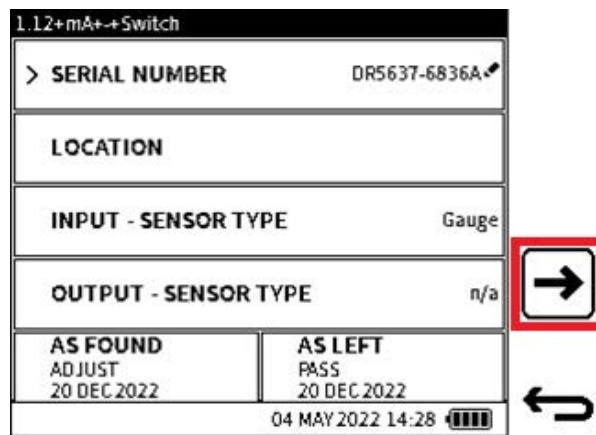 1.12+mA+-+Switch
> SERIAL NUMBER DR5637-6836A
LOCATION
INPUT - SENSOR TYPE Gauge
OUTPUT - SENSOR TYPE n/a
AS FOUND AS LEFT
ADJUST PASS
20 DEC 2022 20 DEC 2022
04 MAY 2022 14:28